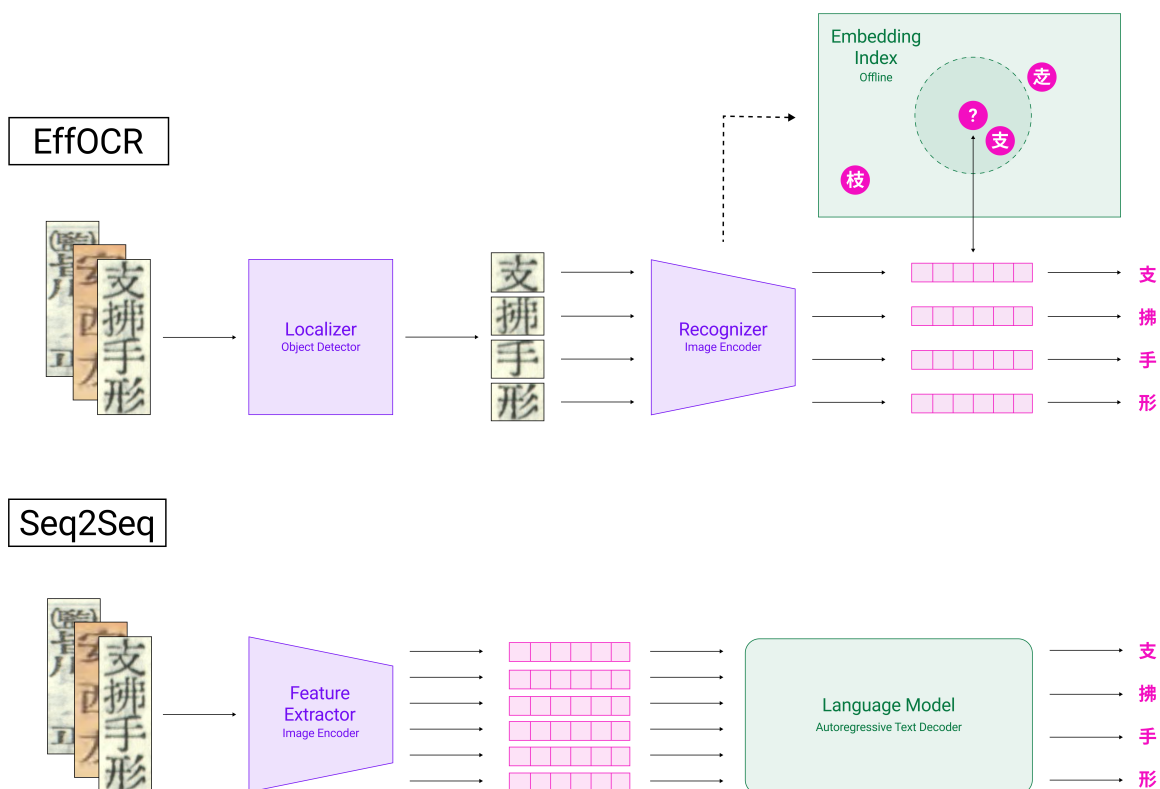 Embedding
Index
Offline
迩
?
支
枝
EffOCR
支
拂
手
形
Localizer
Object Detector
支
拂
手
形
Recognizer
Image Encoder
支
拂
手
形
Seq2Seq
支
拂
手
形
Feature
Extractor
Image Encoder
Language Model
Autoregressive Text Decoder
支
拂
手
形